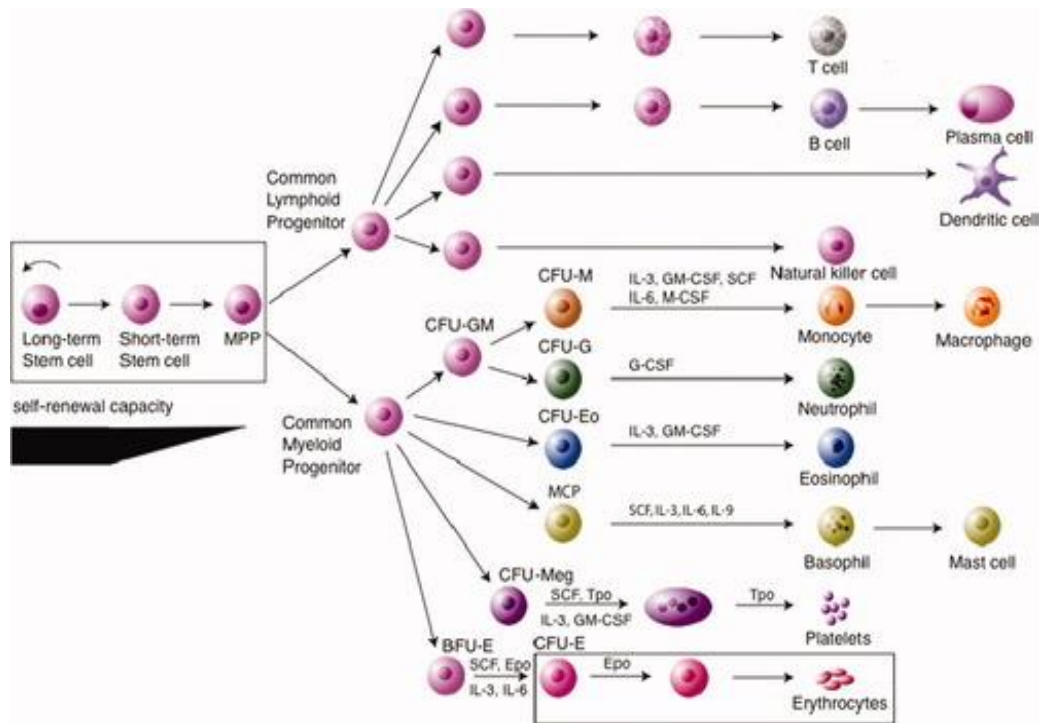 T cell
B cell
Plasma cell
Common
Lymphoid
Progenitor
Dendritic cell
Natural killer cell
Long-term
Stem cell
Short-term
Stem cell
MPP
CFU-GM
CFU-M
IL-3, GM-CSF, SCF
IL-6, M-CSF
Monocyte
Macrophage
CFU-G
G-CSF
Neutrophil
self-renewal capacity
Common
Myeloid
Progenitor
CFU-Eo
IL-3, GM-CSF
Eosinophil
MCP
SCF, IL-3, IL-6, IL-9
Basophil
Mast cell
CFU-Meg
SCF, Tpo
IL-3, GM-CSF
Tpo
Platelets
BFU-E
SCF, Epo
IL-3, IL-6
CFU-E
Epo
Erythrocytes